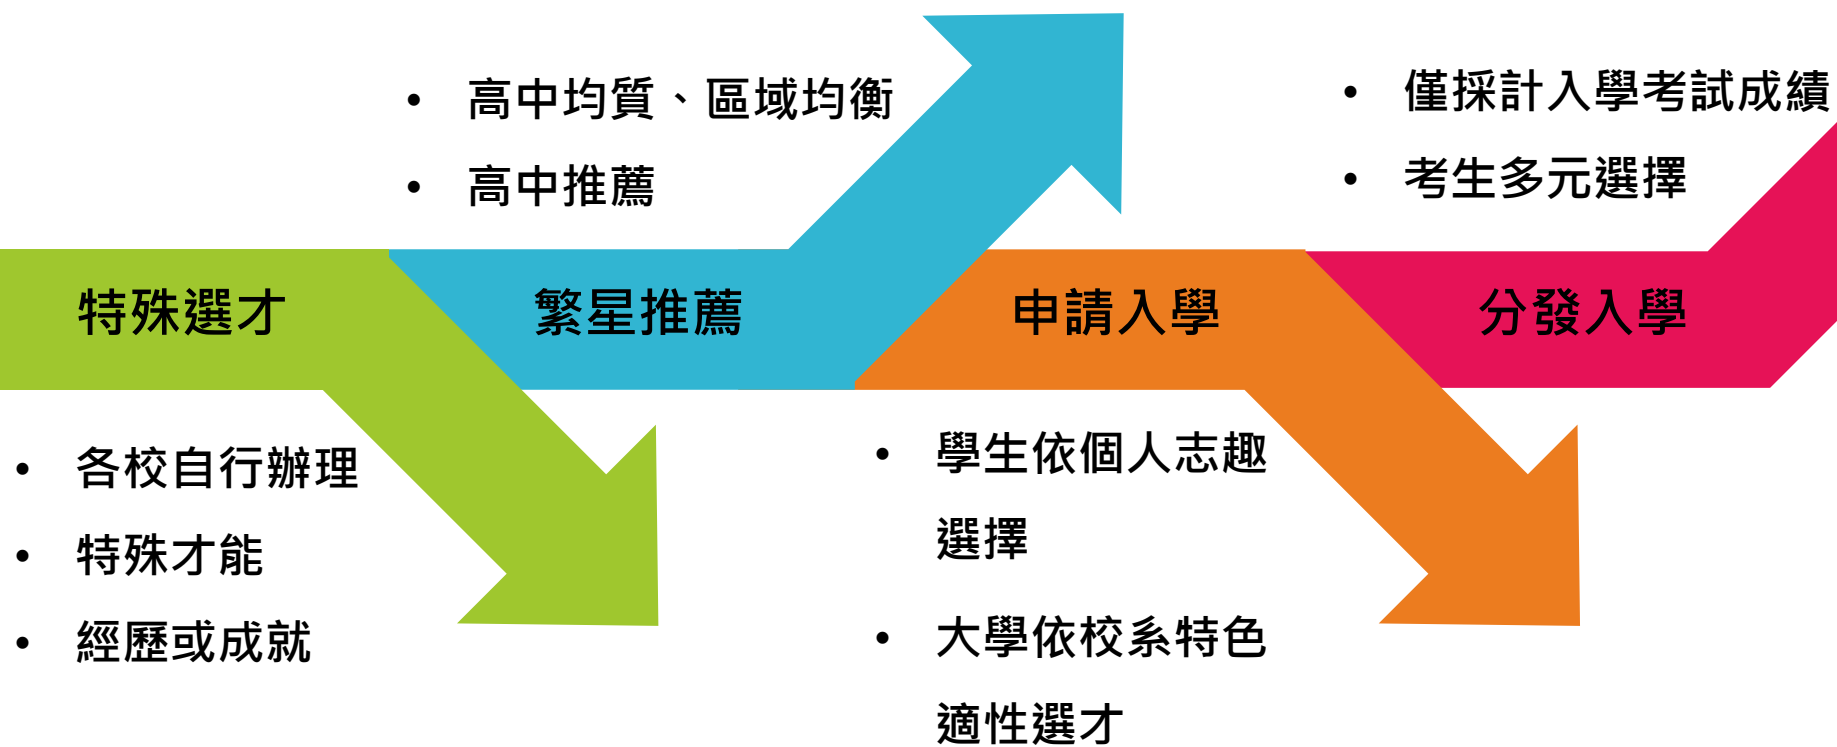 特殊選才
• 各校自行辦理
• 特殊才能
• 經歷或成就
繁星推薦
• 高中均質、區域均衡
• 高中推薦
申請入學
• 學生依個人志趣
選擇
• 大學依校系特色
適性選才
分發入學
• 僅採計入學考試成績
• 考生多元選擇